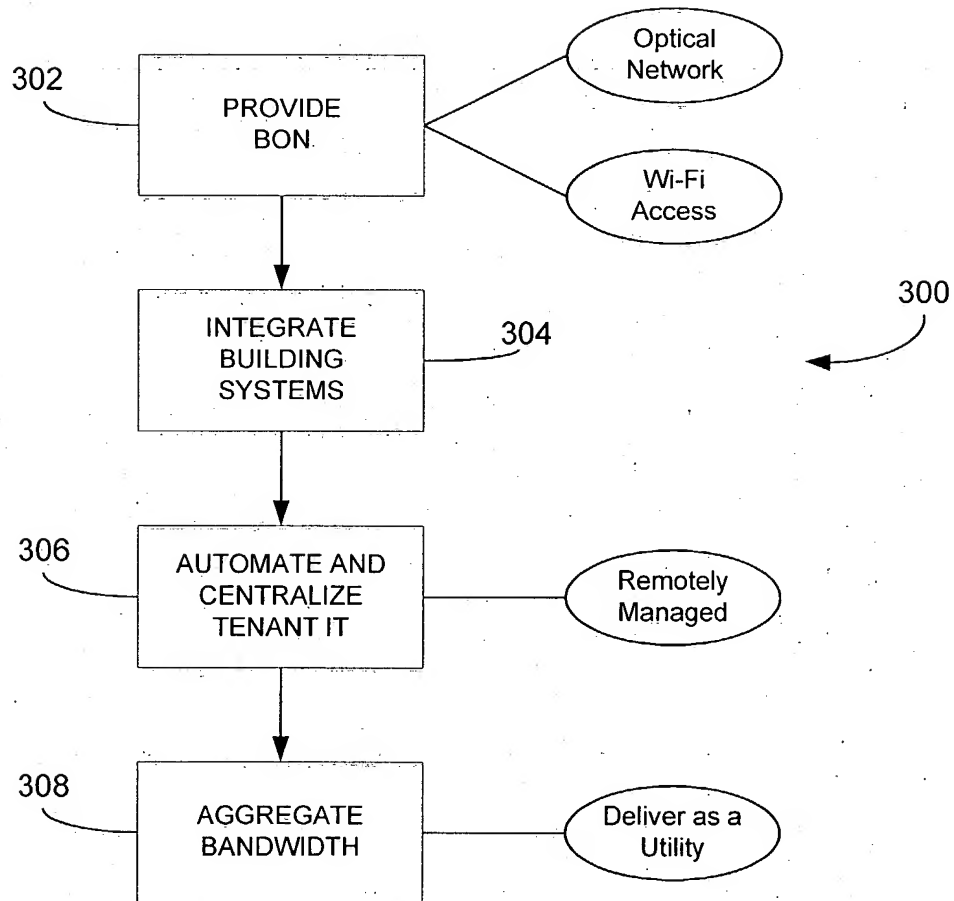 302
PROVIDE
BON
Optical
Network
Wi-Fi
Access
300
INTEGRATE
BUILDING
SYSTEMS
304
306
AUTOMATE AND
CENTRALIZE
TENANT IT
Remotely
Managed
308
AGGREGATE
BANDWIDTH
Deliver as a
Utility